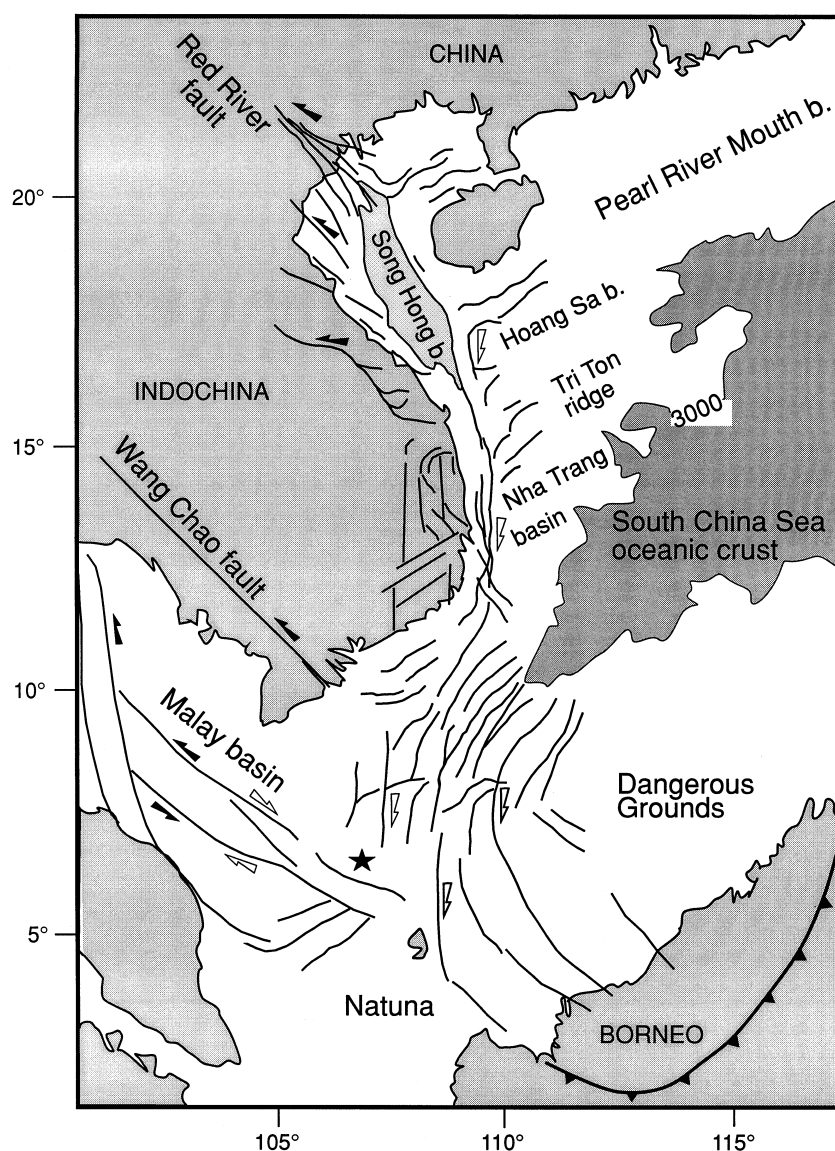 CHINA
Red River
fault
Pearl River Mouth b.
20°
Song Hong b.
Hoang Sa b.
Tri Ton
ridge
INDOCHINA
3000
15°
Wang Chao fault
Nha Trang
basin
South China Sea
oceanic crust
10°
Malay basin
Dangerous
Grounds
5°
Natuna
BORNEO
105°
110°
115°